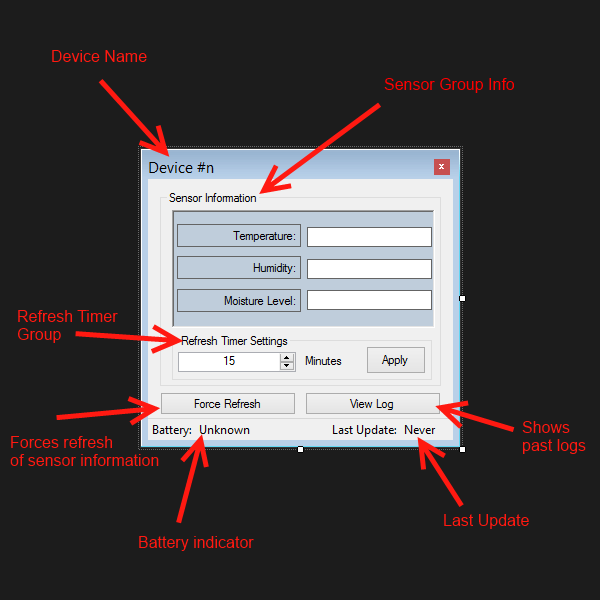 Device Name
Sensor Group Info
Device #n
x
Sensor Information
Temperature:
Humidity:
Moisture Level:
Refresh Timer
Group
Refresh Timer Settings
15
Minutes
Apply
Force Refresh
View Log
Battery: Unknown
Last Update: Never
Forces refresh
of sensor information
Shows
past logs
Last Update
Battery indicator